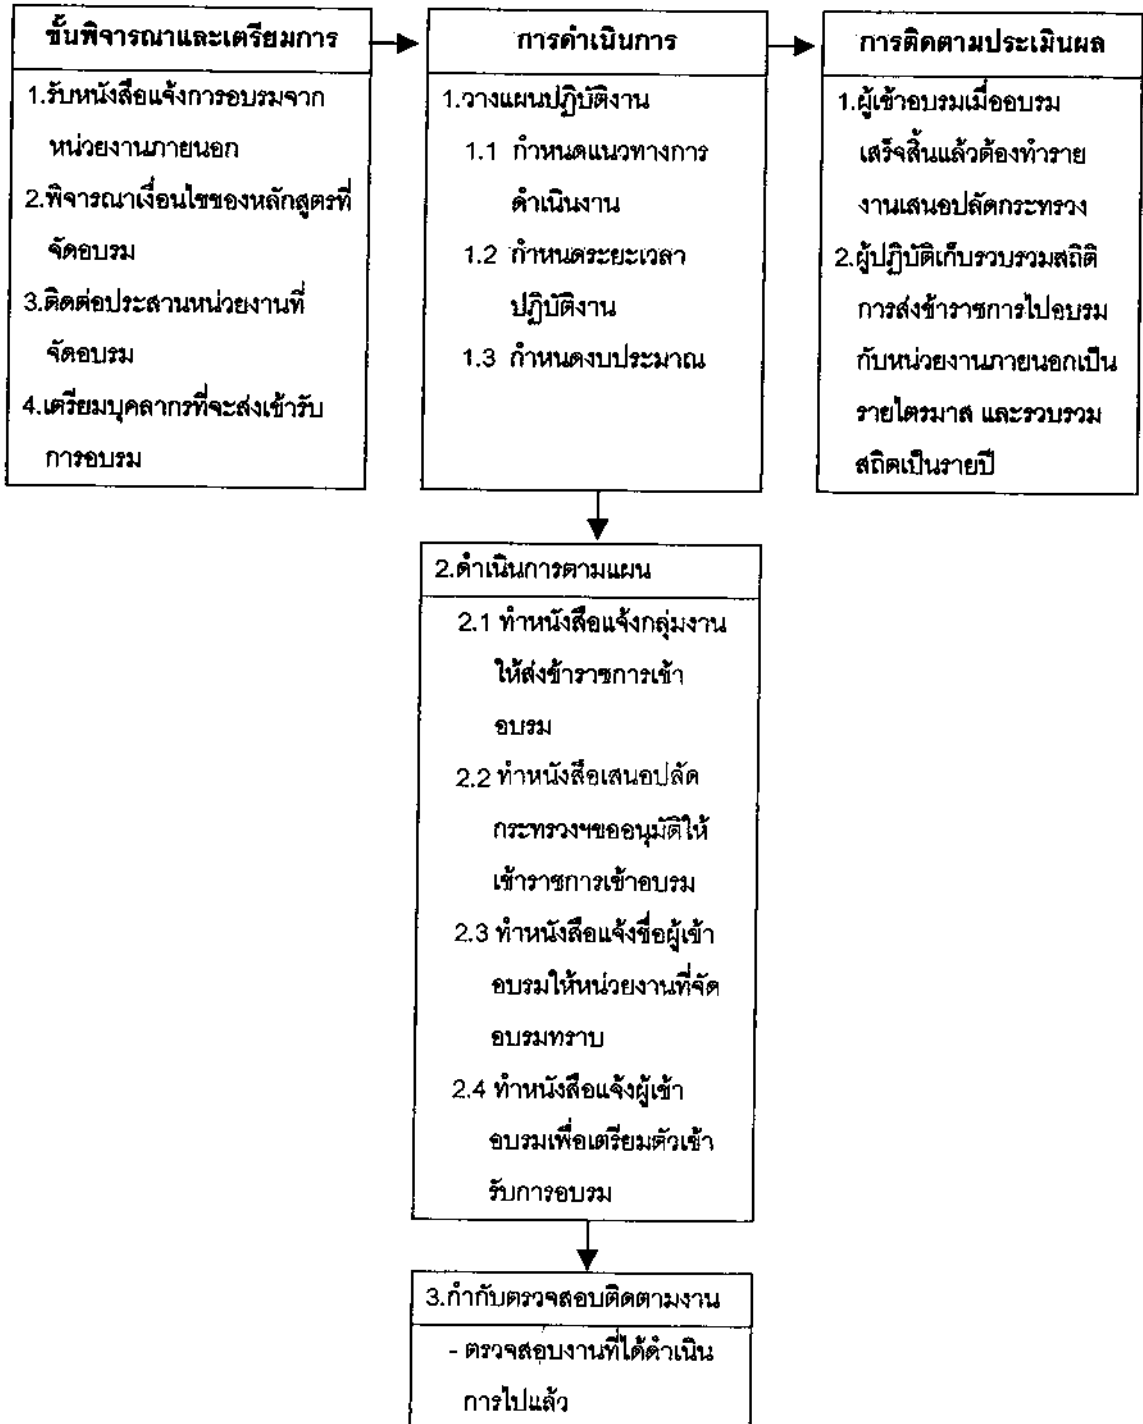 ขั้นพิจารณาและเตรียมการ
1.รับหนังสือแจ้งการอบรมจาก
หน่วยงานภายนอก
2.พิจารณาเงื่อนไขของหลักสูตรที่
จัดอบรม
3.ติดต่อประสานหน่วยงานที่
จัดอบรม
4.เตรียมบุคลากรที่จะส่งเข้ารับ
การอบรม
การดำเนินการ
1.วางแผนปฏิบัติงาน
1.1 กำหนดแนวทางการ
ดำเนินงาน
1.2 กำหนดระยะเวลา
ปฏิบัติงาน
1.3 กำหนดงบประมาณ
การติดตามประเมินผล
1.ผู้เข้าอบรมเมื่ออบรม
เสร็จสิ้นแล้วต้องทำราย
งานเสนอปลัดกระทรวง
2.ผู้ปฏิบัติเก็บรวบรวมสถิติ
การส่งข้าราชการไปอบรม
กับหน่วยงานภายนอกเป็น
รายไตรมาส และรวบรวม
สถิตเป็นรายปี
2.ดำเนินการตามแผน
2.1 ทำหนังสือแจ้งกลุ่มงาน
ให้ส่งข้าราชการเข้า
อบรม
2.2 ทำหนังสือเสนอปลัด
กระทรวงฯขออนุมัติให้
เข้าราชการเข้าอบรม
2.3 ทำหนังสือแจ้งชื่อผู้เข้า
อบรมให้หน่วยงานที่จัด
อบรมทราบ
2.4 ทำหนังสือแจ้งผู้เข้า
อบรมเพื่อเตรียมตัวเข้า
รับการอบรม
3.กำกับตรวจสอบติดตามงาน
- ตรวจสอบงานที่ได้ดำเนิน
การไปแล้ว